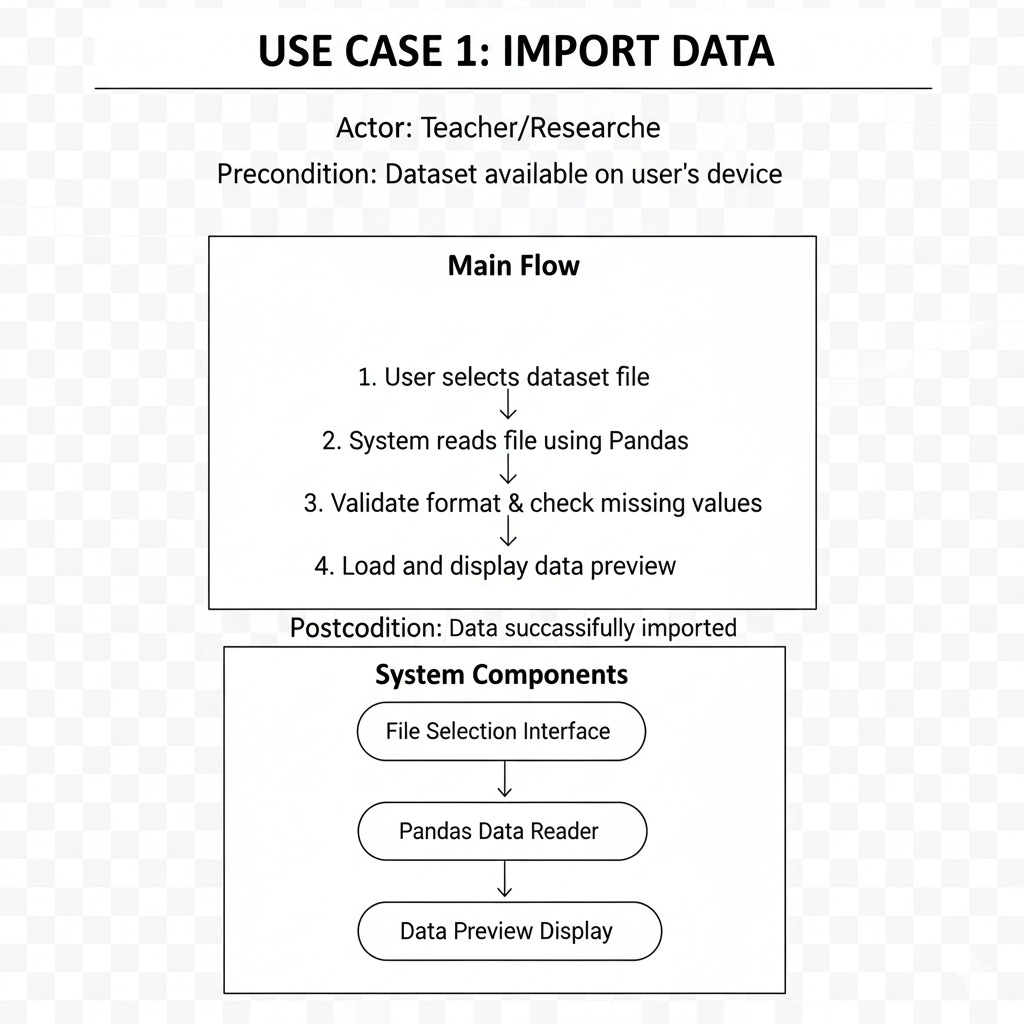 USE CASE 1: IMPORT DATA
Actor: Teacher/Researche
Precondition: Dataset available on user's device
Main Flow
1. User selects dataset file
2. System reads file using Pandas
3. Validate format & check missing values
4. Load and display data preview
Postcodition: Data succassifully imported
System Components
File Selection Interface
Pandas Data Reader
Data Preview Display